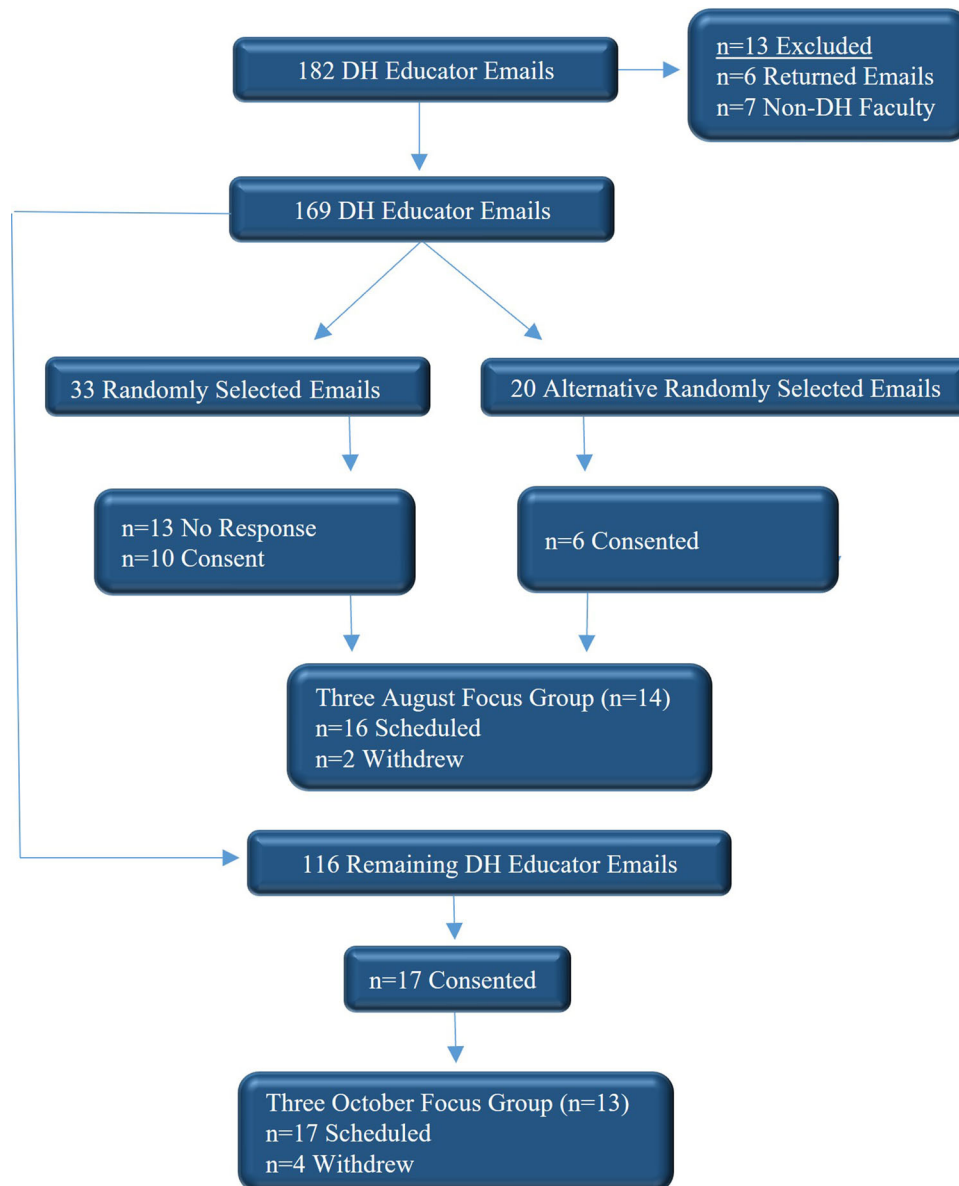 182 DH Educator Emails
n=13 Excluded
n=6 Returned Emails
n=7 Non-DH Faculty
169 DH Educator Emails
33 Randomly Selected Emails
20 Alternative Randomly Selected Emails
n=13 No Response
n=10 Consent
n=6 Consented
Three August Focus Group (n=14)
n=16 Scheduled
n=2 Withdrew
116 Remaining DH Educator Emails
n=17 Consented
Three October Focus Group (n=13)
n=17 Scheduled
n=4 Withdrew